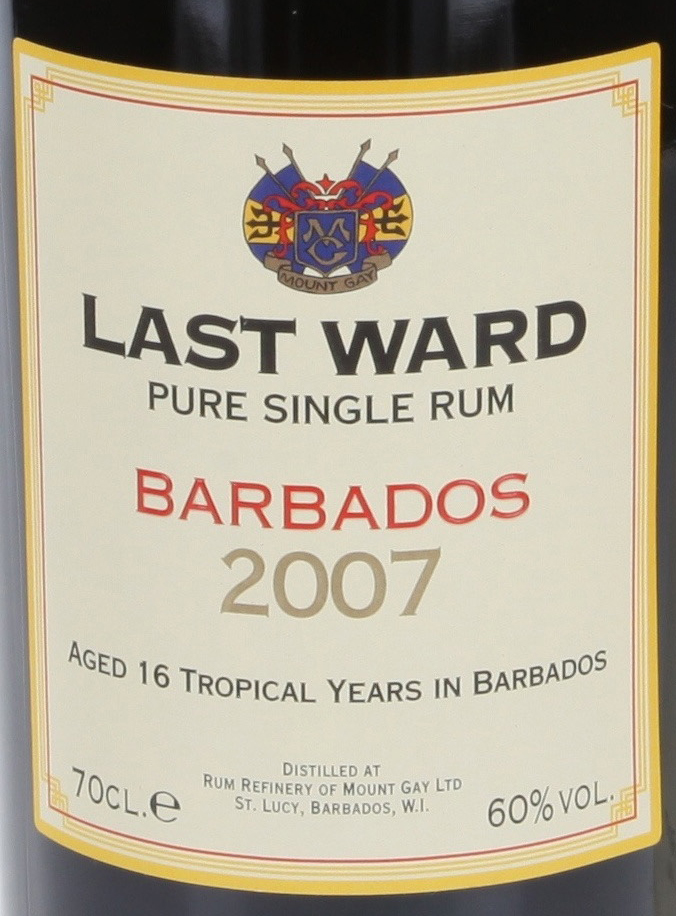 MG
MOUNT GAY
LAST WARD
PURE SINGLE RUM
BARBADOS
2007
AGED 16 TROPICAL YEARS IN BARBADOS
DISTILLED AT
RUM REFINERY OF MOUNT GAY LTD
ST. LUCY, BARBADOS, W.I.
70CL.e
60% VOL.